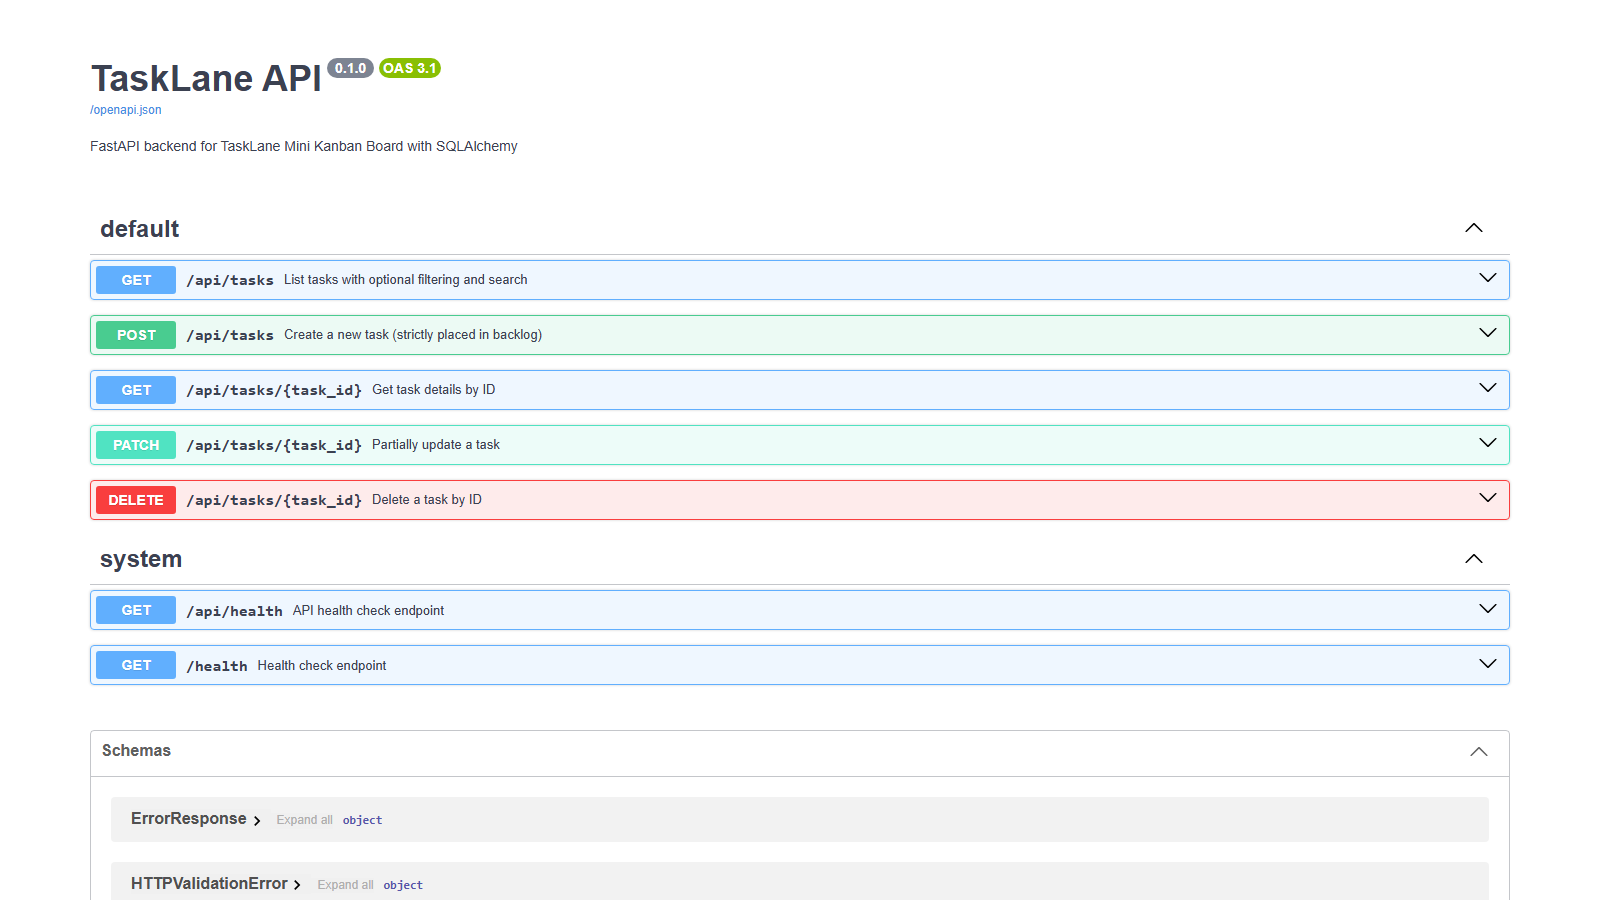 TaskLane API 0.1.0 OAS 3.1
/openapi.json
FastAPI backend for TaskLane Mini Kanban Board with SQLAlchemy
default
GET /api/tasks List tasks with optional filtering and search
POST /api/tasks Create a new task (strictly placed in backlog)
GET /api/tasks/{task_id} Get task details by ID
PATCH /api/tasks/{task_id} Partially update a task
DELETE /api/tasks/{task_id} Delete a task by ID
system
GET /api/health API health check endpoint
GET /health Health check endpoint
Schemas
ErrorResponse Expand all object
HTTPValidationError Expand all object